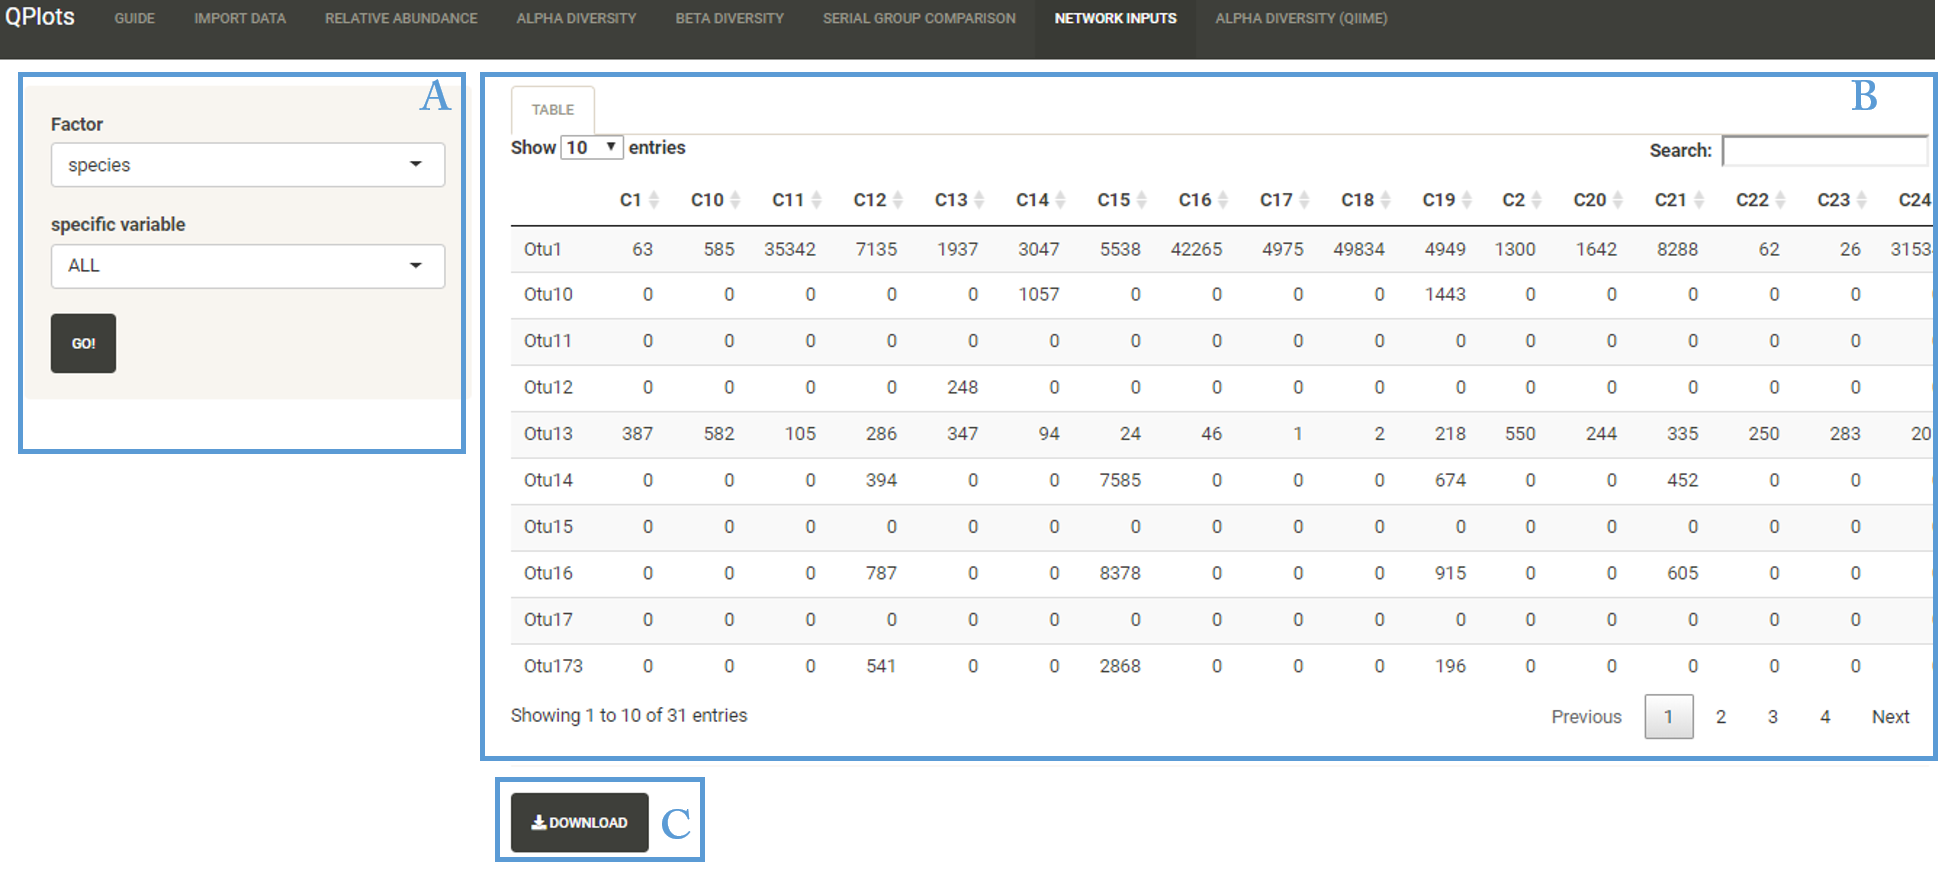 QPlots GUIDE IMPORT DATA RELATIVE ABUNDANCE ALPHA DIVERSITY BETA DIVERSITY SERIAL GROUP COMPARISON NETWORK INPUTS ALPHA DIVERSITY (QIIME)
A
Factor
species
specific variable
ALL
GO!
B
TABLE
Show 10 entries
Search:
C1 C10 C11 C12 C13 C14 C15 C16 C17 C18 C19 C2 C20 C21 C22 C23 C24
Otu1 63 585 35342 7135 1937 3047 5538 42265 4975 49834 4949 1300 1642 8288 62 26 3153
Otu10 0 0 0 0 0 1057 0 0 0 0 1443 0 0 0 0 0
Otu11 0 0 0 0 0 0 0 0 0 0 0 0 0 0 0 0
Otu12 0 0 0 0 248 0 0 0 0 0 0 0 0 0 0 0
Otu13 387 582 105 286 347 94 24 46 1 2 218 550 244 335 250 283 20
Otu14 0 0 0 394 0 0 7585 0 0 0 674 0 0 452 0 0
Otu15 0 0 0 0 0 0 0 0 0 0 0 0 0 0 0 0
Otu16 0 0 0 787 0 0 8378 0 0 0 915 0 0 605 0 0
Otu17 0 0 0 0 0 0 0 0 0 0 0 0 0 0 0 0
Otu173 0 0 0 541 0 0 2868 0 0 0 196 0 0 0 0 0
Showing 1 to 10 of 31 entries
Previous 1 2 3 4 Next
DOWNLOAD
C